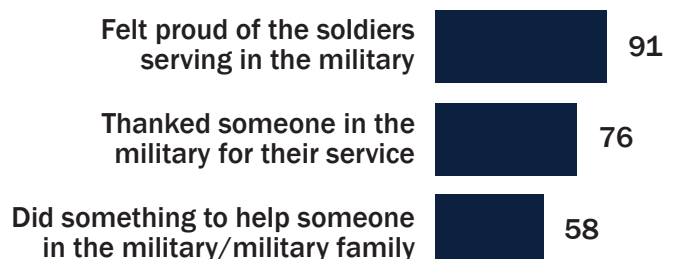 Felt proud of the soldiers
serving in the military
91
Thanked someone in the
military for their service
76
Did something to help someone
in the military/military family
58